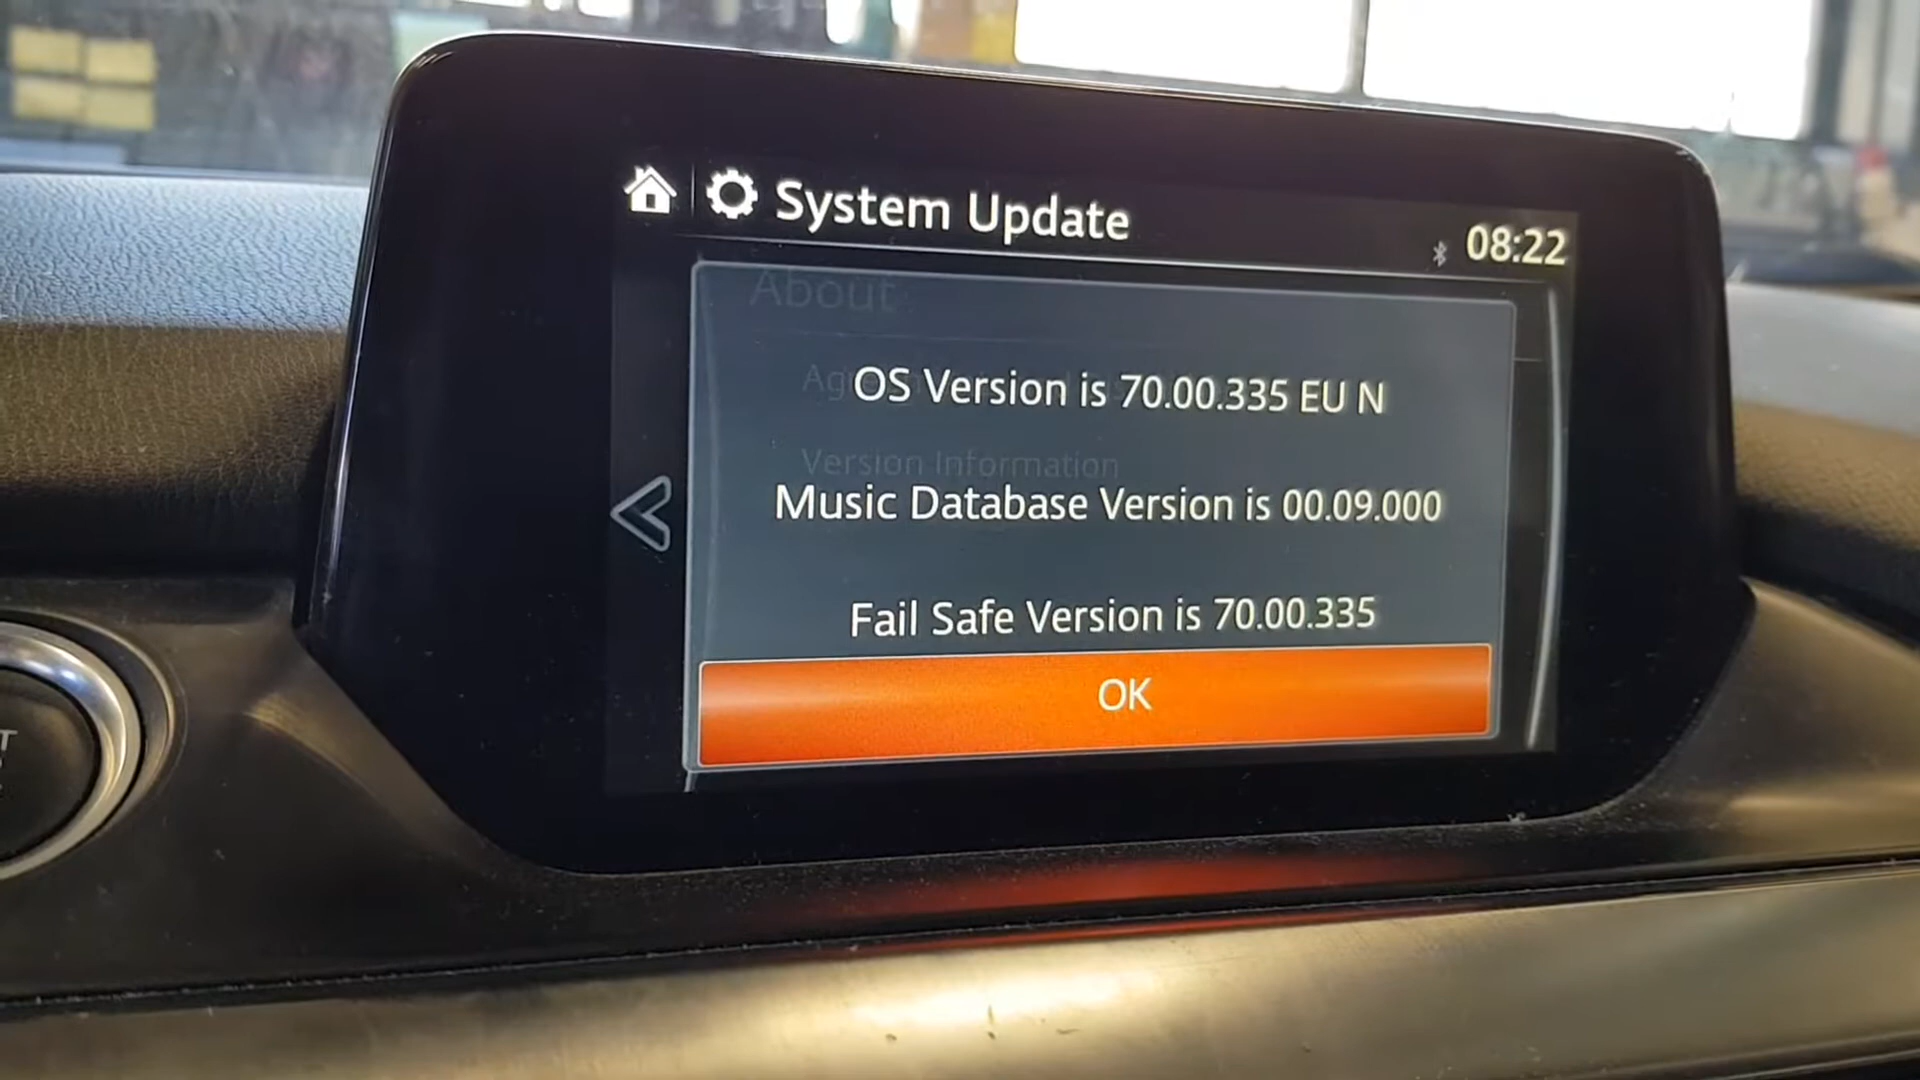 System Update
08:22
About
OS Version is 70.00.335 EU N
Version Information
Music Database Version is 00.09.000
Fail Safe Version is 70.00.335
OK